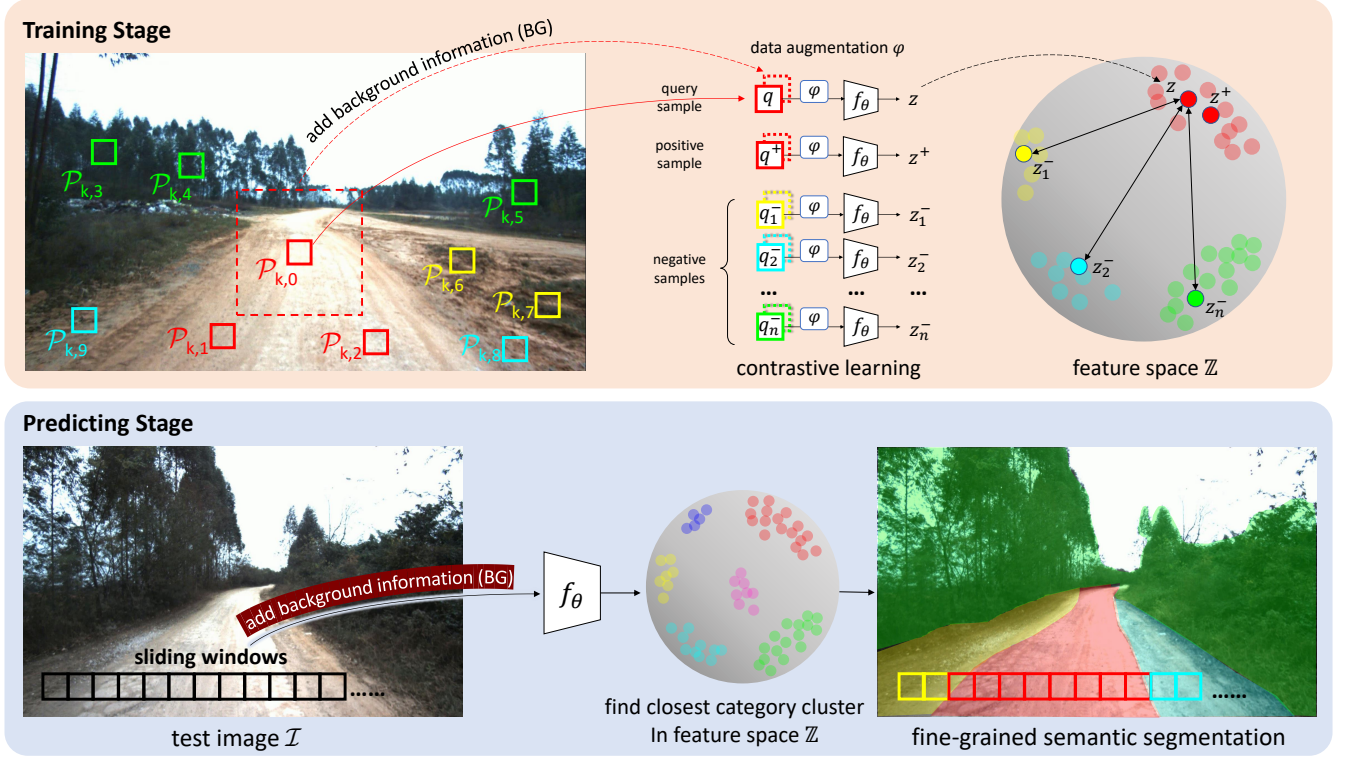 Training Stage
add background information (BG)
𝒫k,3
𝒫k,4
𝒫k,5
𝒫k,0
𝒫k,6
𝒫k,7
𝒫k,9
𝒫k,1
𝒫k,2
𝒫k,8
data augmentation φ
query
sample
q φ fθ z
positive
sample
q⁺ φ fθ z⁺
negative
samples
q₁⁻ φ fθ z₁⁻
q₂⁻ φ fθ z₂⁻
... ... ...
qₙ⁻ φ fθ zₙ⁻
contrastive learning
z z⁺
z₁⁻
z₂⁻
zₙ⁻
feature space ℤ
Predicting Stage
add background information (BG)
sliding windows
......
test image ℐ
fθ
find closest category cluster
In feature space ℤ
......
fine-grained semantic segmentation